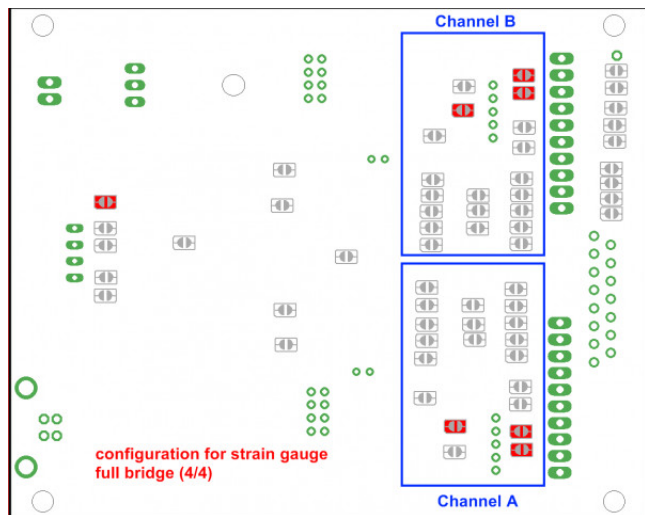 Channel B
configuration for strain gauge
full bridge (4/4)
Channel A